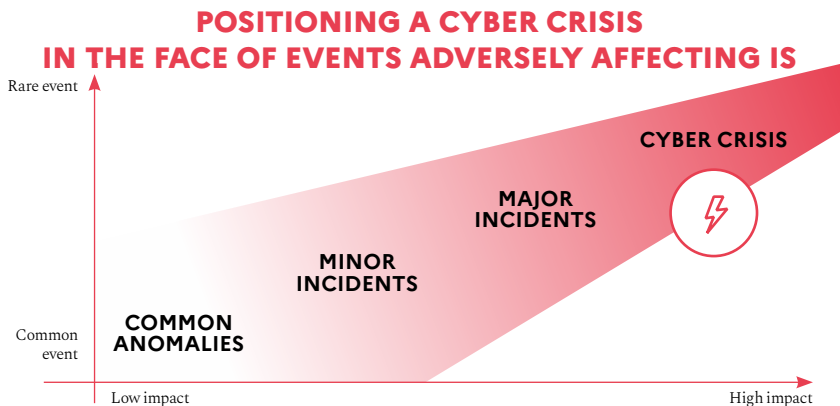 POSITIONING A CYBER CRISIS
IN THE FACE OF EVENTS ADVERSELY AFFECTING IS
Rare event
CYBER CRISIS
MAJOR
INCIDENTS
MINOR
INCIDENTS
COMMON
ANOMALIES
Common
event
Low impact
High impact